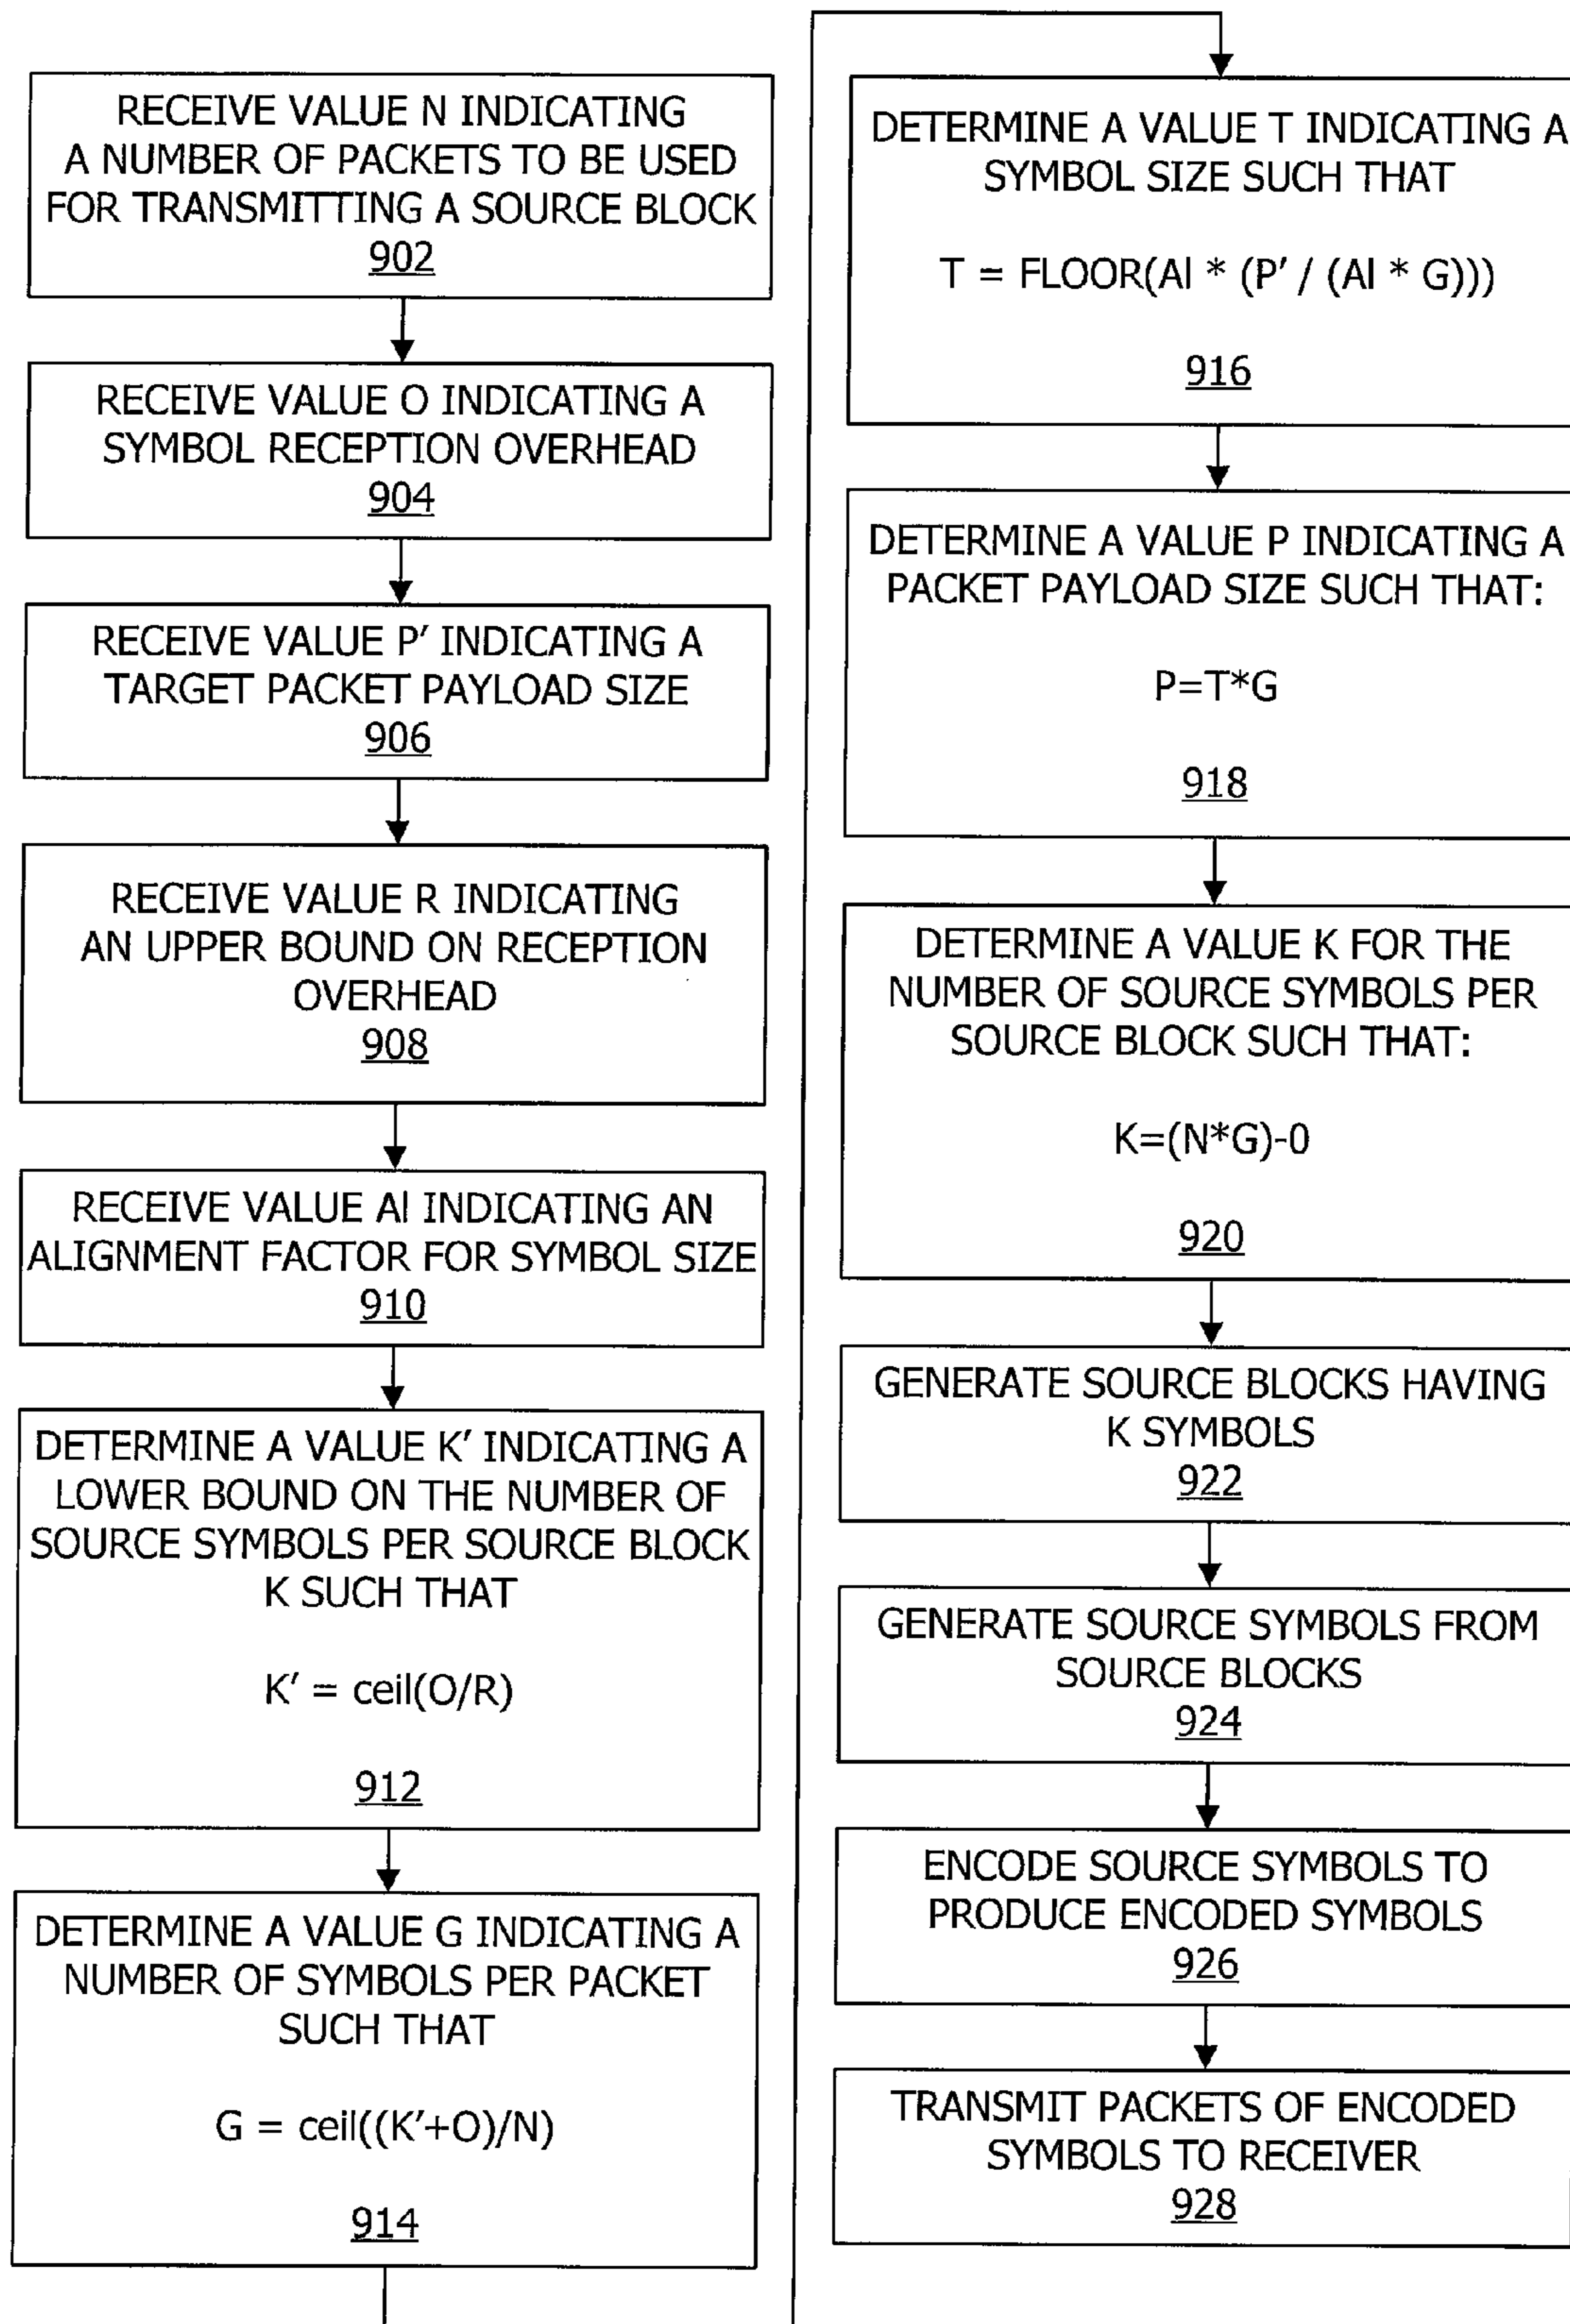 RECEIVE VALUE N INDICATING
A NUMBER OF PACKETS TO BE USED
FOR TRANSMITTING A SOURCE BLOCK
902
RECEIVE VALUE O INDICATING A
SYMBOL RECEPTION OVERHEAD
904
RECEIVE VALUE P' INDICATING A
TARGET PACKET PAYLOAD SIZE
906
RECEIVE VALUE R INDICATING
AN UPPER BOUND ON RECEPTION
OVERHEAD
908
RECEIVE VALUE Al INDICATING AN
ALIGNMENT FACTOR FOR SYMBOL SIZE
910
DETERMINE A VALUE K' INDICATING A
LOWER BOUND ON THE NUMBER OF
SOURCE SYMBOLS PER SOURCE BLOCK
K SUCH THAT
K' = ceil(O/R)
912
DETERMINE A VALUE G INDICATING A
NUMBER OF SYMBOLS PER PACKET
SUCH THAT
G = ceil((K'+O)/N)
914
DETERMINE A VALUE T INDICATING A
SYMBOL SIZE SUCH THAT
T = FLOOR(Al * (P' / (Al * G)))
916
DETERMINE A VALUE P INDICATING A
PACKET PAYLOAD SIZE SUCH THAT:
P=T*G
918
DETERMINE A VALUE K FOR THE
NUMBER OF SOURCE SYMBOLS PER
SOURCE BLOCK SUCH THAT:
K=(N*G)-0
920
GENERATE SOURCE BLOCKS HAVING
K SYMBOLS
922
GENERATE SOURCE SYMBOLS FROM
SOURCE BLOCKS
924
ENCODE SOURCE SYMBOLS TO
PRODUCE ENCODED SYMBOLS
926
TRANSMIT PACKETS OF ENCODED
SYMBOLS TO RECEIVER
928